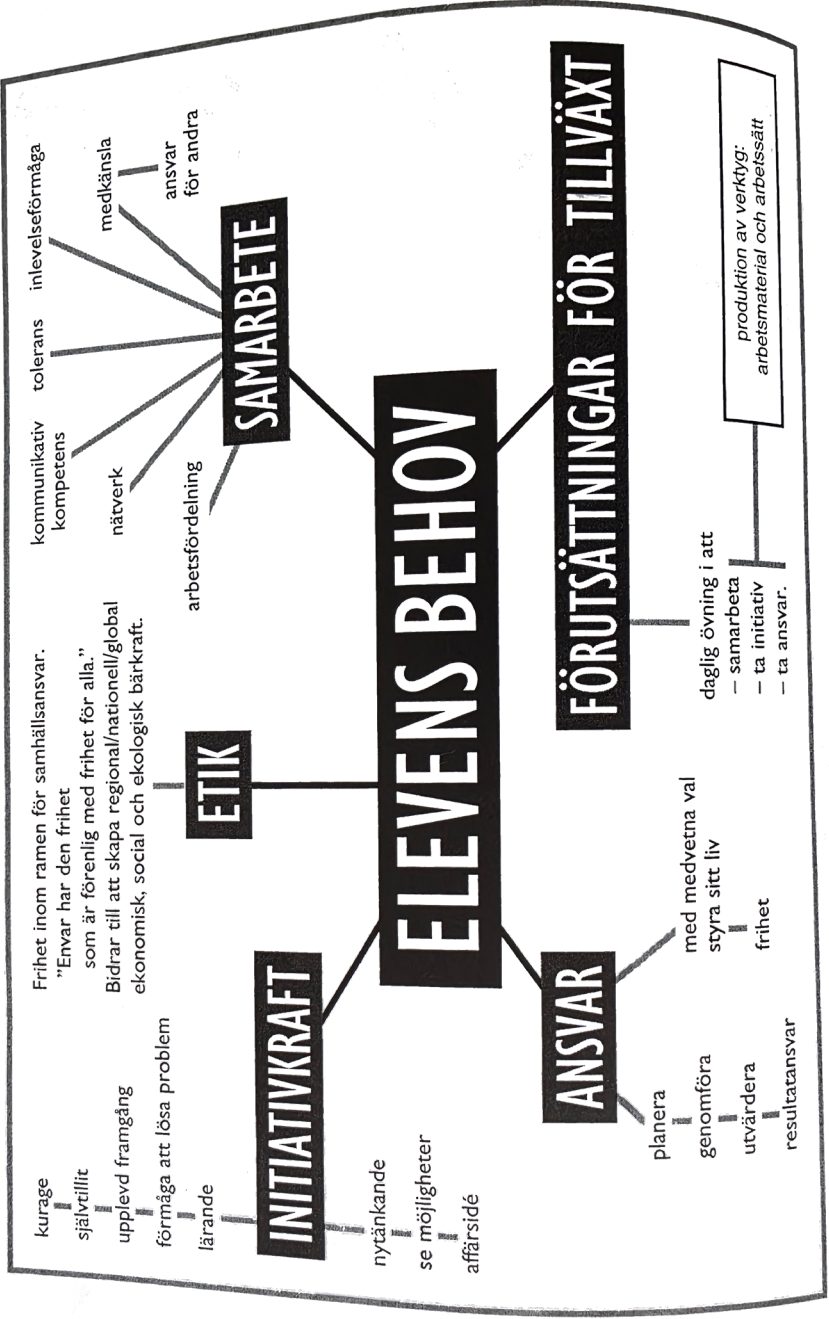 kurage
självtillit
upplevd framgång
förmåga att lösa problem
lärande
INITIATIVKRAFT
nytänkande
se möjligheter
affärsidé
Frihet inom ramen för samhällsansvar.
"Envar har den frihet
som är förenlig med frihet för alla."
Bidrar till att skapa regional/nationell/global
ekonomisk, social och ekologisk bärkraft.
ETIK
kommunikativ
kompetens
tolerans
inlevelseförmåga
nätverk
medkänsla
ansvar
för andra
arbetsfördelning
SAMARBETE
ELEVENS BEHOV
ANSVAR
planera
genomföra
utvärdera
resultatansvar
med medvetna val
styra sitt liv
frihet
FÖRUTSÄTTNINGAR FÖR TILLVÄXT
daglig övning i att
– samarbeta
– ta initiativ
– ta ansvar.
produktion av verktyg:
arbetsmaterial och arbetssätt